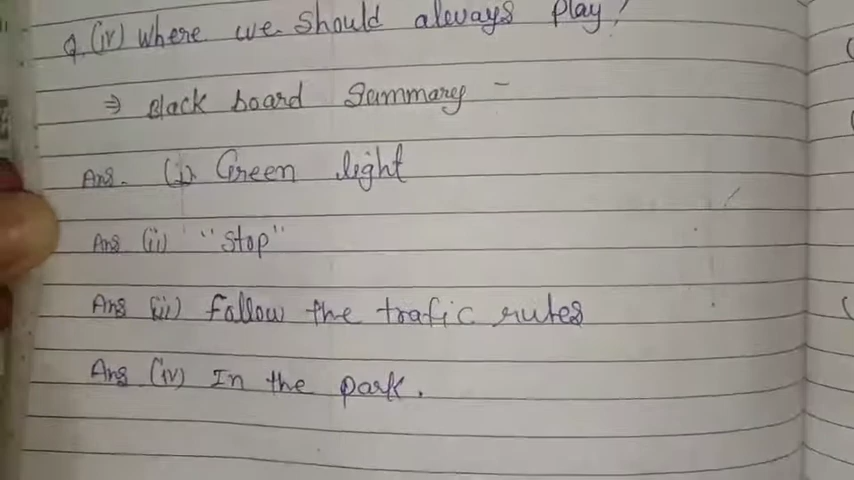 Q.(iv) Where we should always play?
⇒ Black board Summary -
Ans. (i) Green light
Ans (ii) "Stop"
Ans (iii) Follow the trafic rules
Ans (iv) In the park.